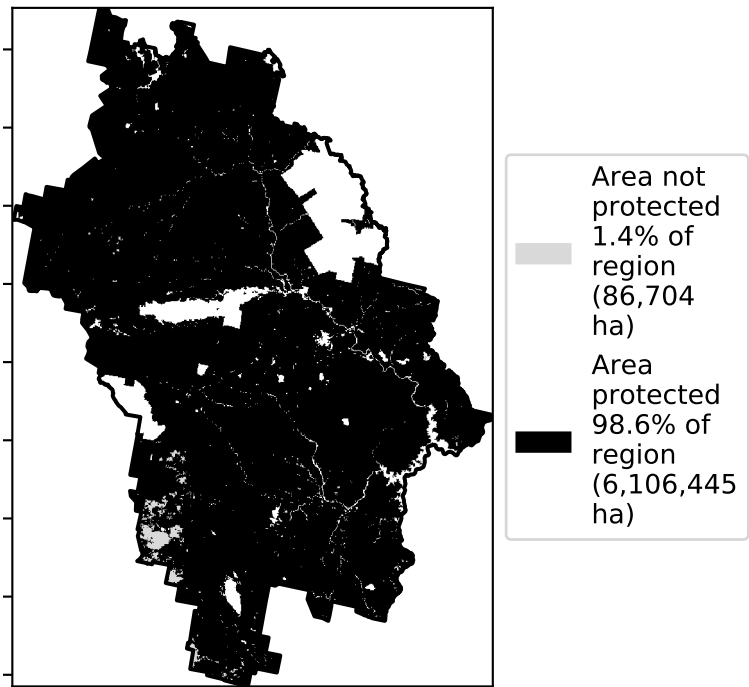 Area not
protected
1.4% of
region
(86,704
ha)
Area
protected
98.6% of
region
(6,106,445
ha)